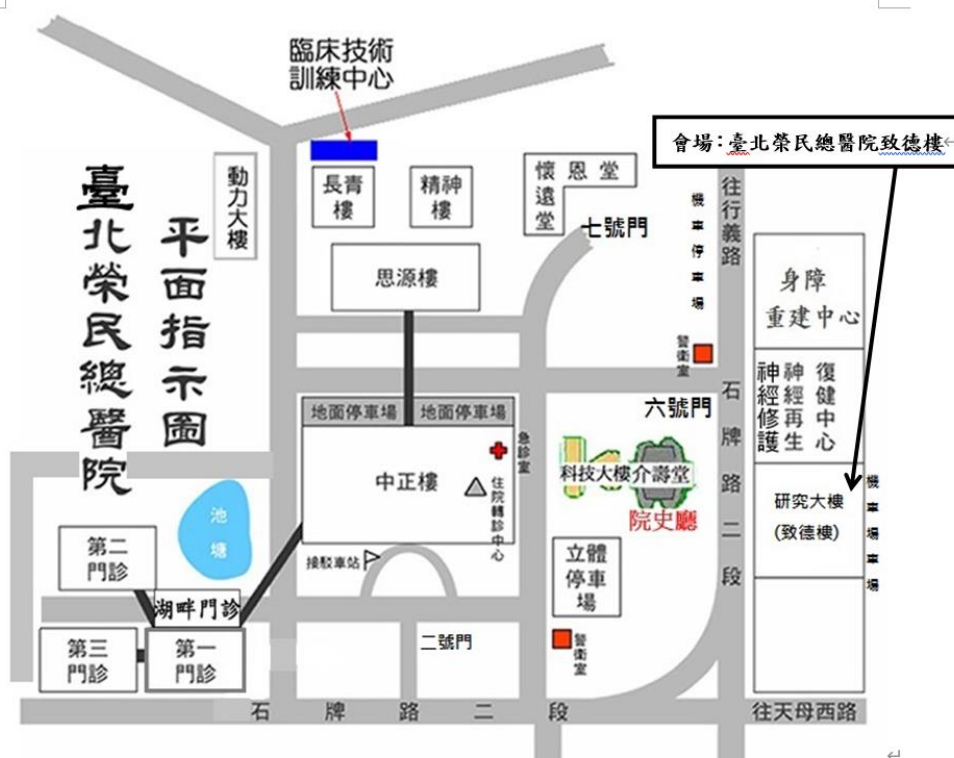 臨床技術
訓練中心
會場：臺北榮民總醫院致德樓
臺北榮民總醫院
平面指示圖
動力大樓
長青
樓
精神
樓
懷恩堂
遠
堂
七號門
機車停車場
往行義路
思源樓
身障
重建中心
警衛室
六號門
石牌路二段
復健中心
神經再生
神經修護
地面停車場
地面停車場
中正樓
急診室
住院轉診中心
科技大樓
介壽堂
院史廳
研究大樓
(致德樓)
機車場車場
池塘
第二
門診
接駁車站
立體
停車
場
湖畔門診
第三
門診
第一
門診
二號門
警衛室
石牌路二段
往天母西路